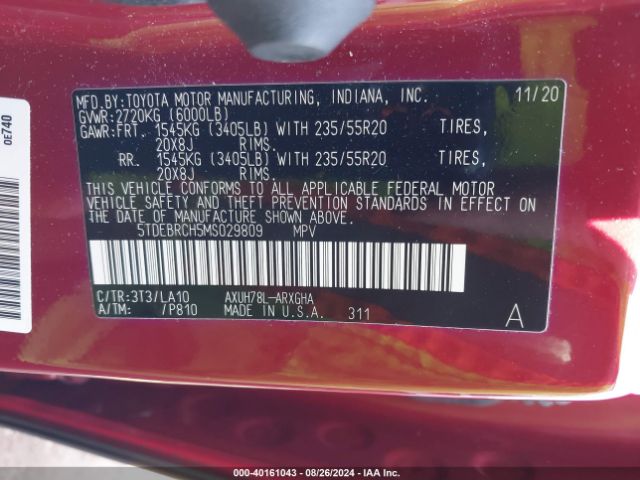 MFD.BY:TOYOTA MOTOR MANUFACTURING, INDIANA, INC. 11/20
GVWR:2720KG (6000LB)
GAWR:FRT. 1545KG (3405LB) WITH 235/55R20 TIRES,
20X8J RIMS.
RR. 1545KG (3405LB) WITH 235/55R20 TIRES,
20X8J RIMS.
THIS VEHICLE CONFORMS TO ALL APPLICABLE FEDERAL MOTOR
VEHICLE SAFETY AND THEFT PREVENTION STANDARDS IN EFFECT ON
THE DATE OF MANUFACTURE SHOWN ABOVE.
5TDEBRCH5MS029809 MPV
C/TR:3T3/LA10 AXUH78L-ARXGHA
A/TM: /P810 MADE IN U.S.A. 311 A
0E740
000-40161043 - 08/26/2024 - IAA Inc.